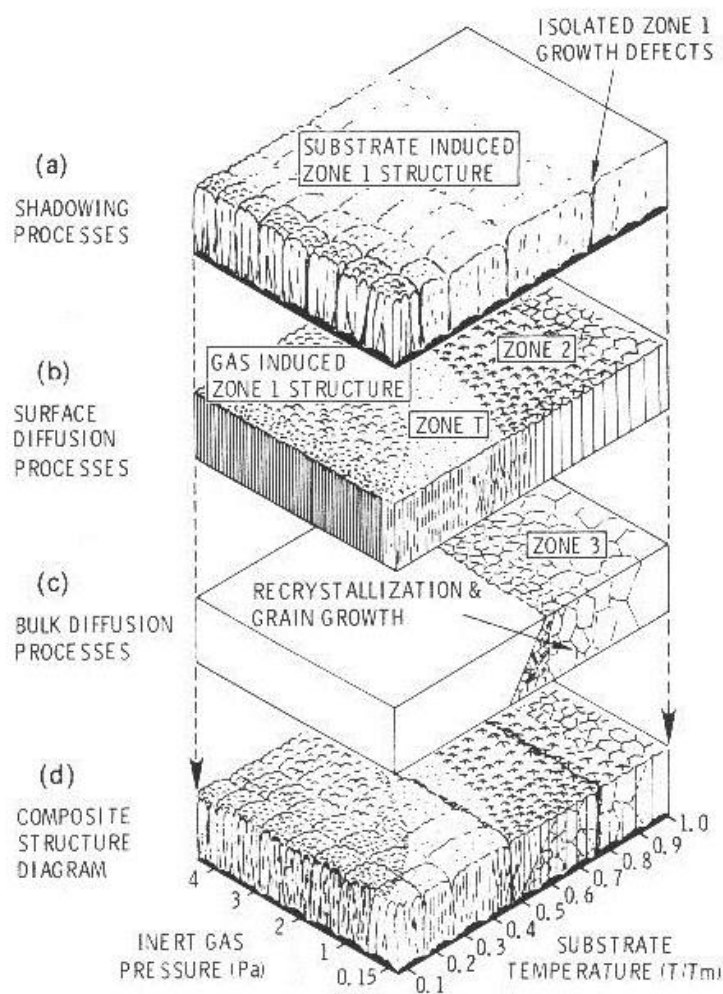 ISOLATED ZONE 1
GROWTH DEFECTS
(a)
SHADOWING
PROCESSES
SUBSTRATE INDUCED
ZONE 1 STRUCTURE
(b)
SURFACE
DIFFUSION
PROCESSES
GAS INDUCED
ZONE 1 STRUCTURE
ZONE 2
ZONE T
(c)
BULK DIFFUSION
PROCESSES
ZONE 3
RECRYSTALLIZATION &
GRAIN GROWTH
(d)
COMPOSITE
STRUCTURE
DIAGRAM
4
3
2
1
0.15
INERT GAS
PRESSURE (Pa)
0.1
0.2
0.3
0.4
0.5
0.6
0.7
0.8
0.9
1.0
SUBSTRATE
TEMPERATURE (T/Tm)